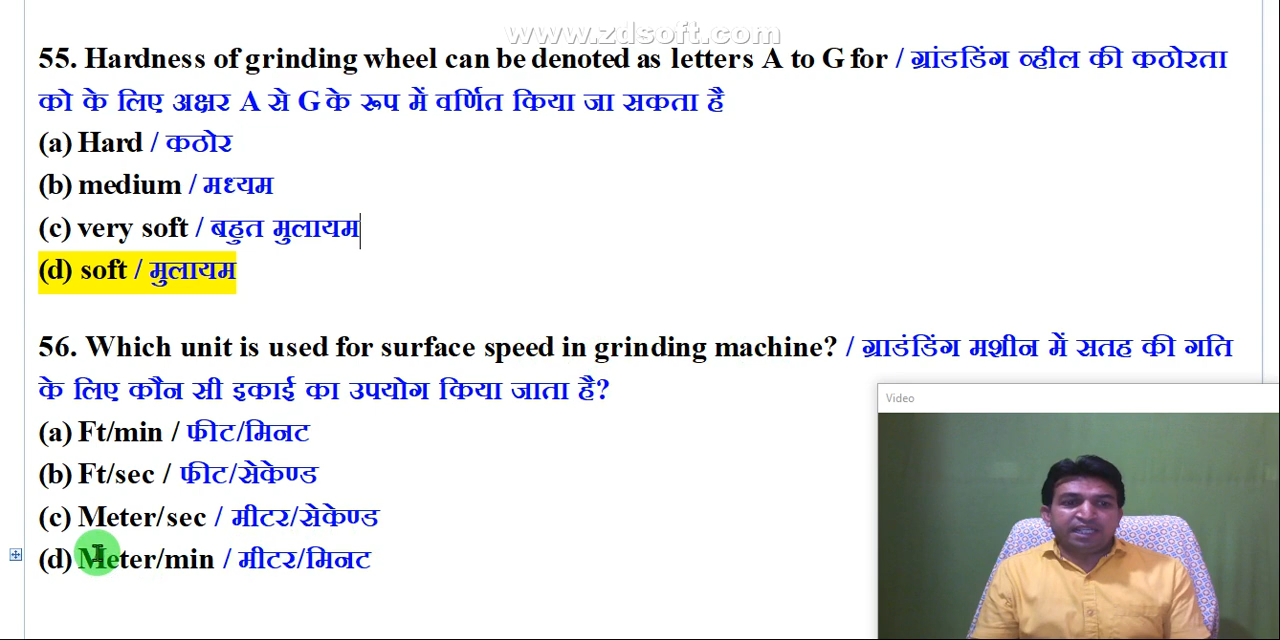 www.zdsoft.com
55. Hardness of grinding wheel can be denoted as letters A to G for / ग्रांडडिंग व्हील की कठोरता
को के लिए अक्षर A से G के रूप में वर्णित किया जा सकता है
(a) Hard / कठोर
(b) medium / मध्यम
(c) very soft / बहुत मुलायम
(d) soft / मुलायम
56. Which unit is used for surface speed in grinding machine? / ग्राडंडिंग मशीन में सतह की गति
के लिए कौन सी इकाई का उपयोग किया जाता है?
(a) Ft/min / फीट/मिनट
(b) Ft/sec / फीट/सेकेण्ड
(c) Meter/sec / मीटर/सेकेण्ड
(d) Meter/min / मीटर/मिनट
Video